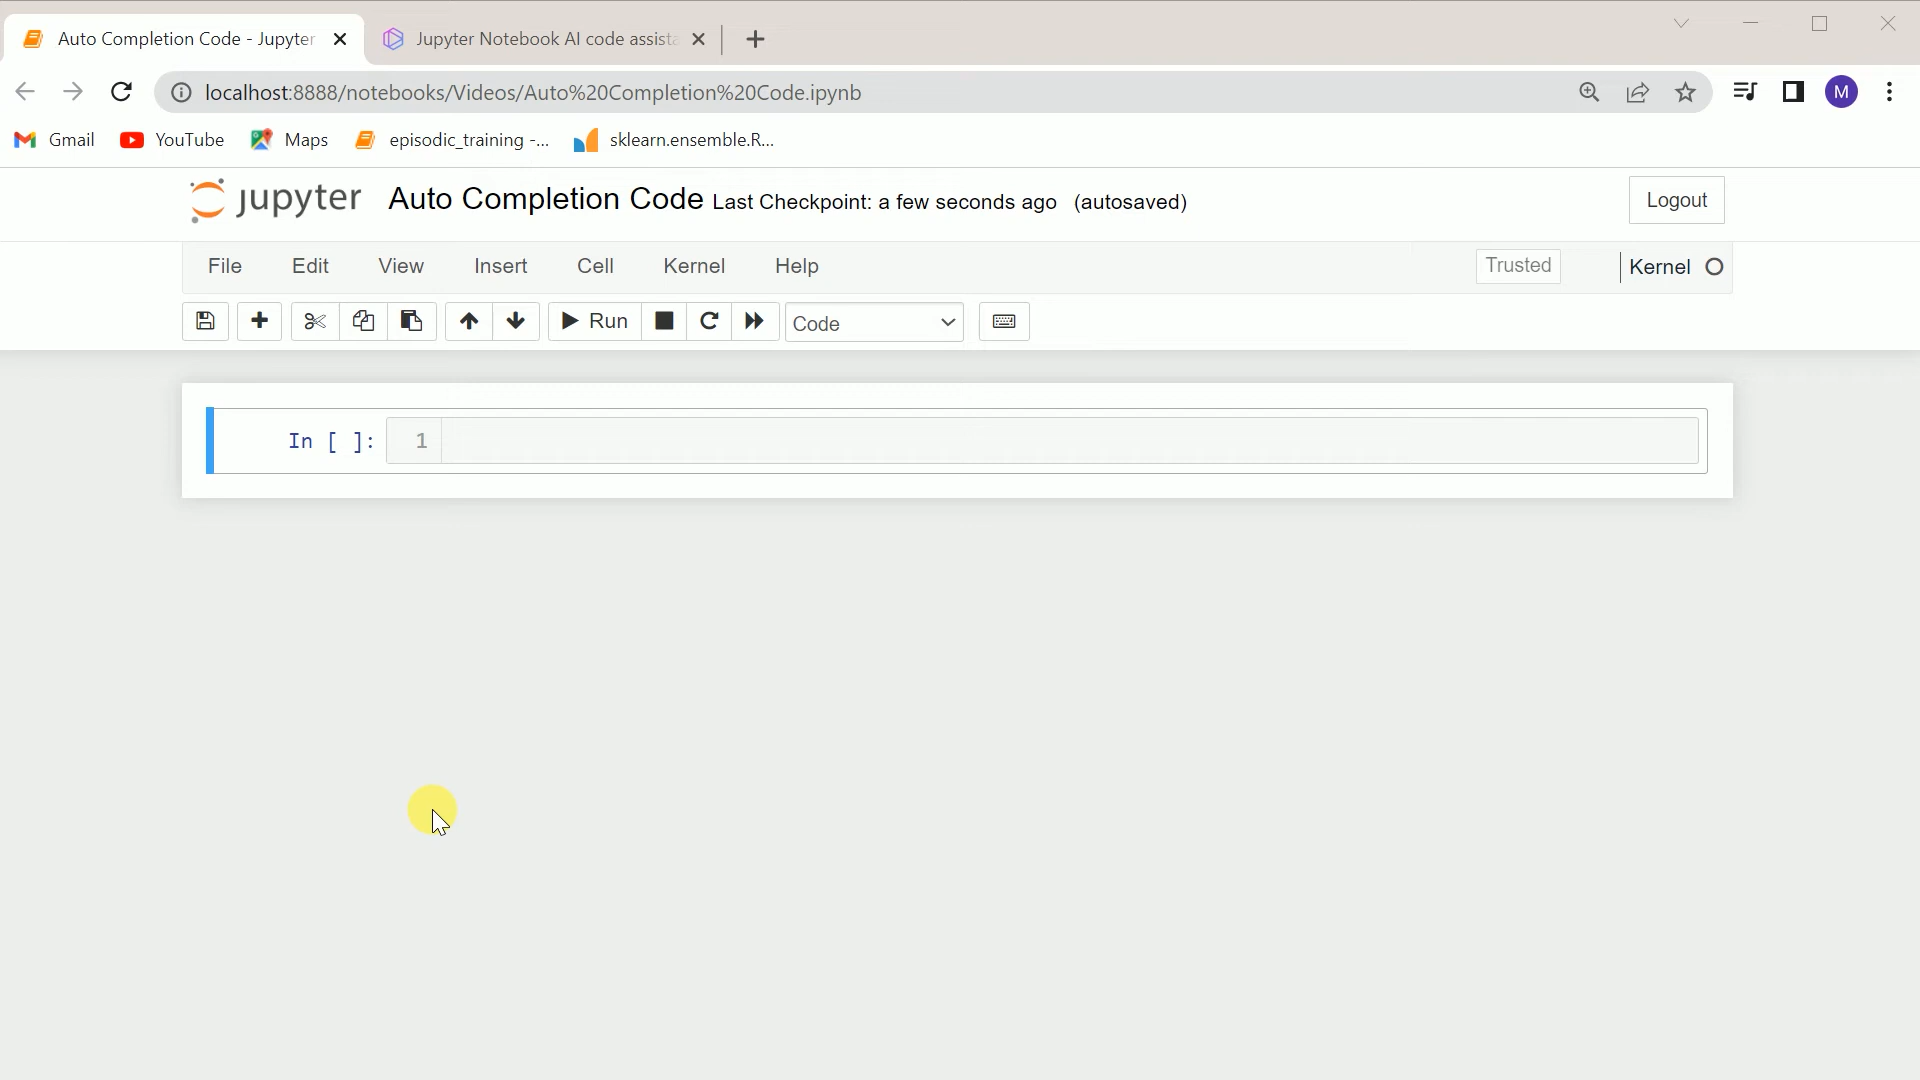 Auto Completion Code - Jupyter
Jupyter Notebook AI code assista
localhost:8888/notebooks/Videos/Auto%20Completion%20Code.ipynb
M
Gmail YouTube Maps episodic_training -... sklearn.ensemble.R...
jupyter Auto Completion Code Last Checkpoint: a few seconds ago (autosaved)
Logout
File Edit View Insert Cell Kernel Help
Trusted Kernel
Run Code
In [ ]: 1